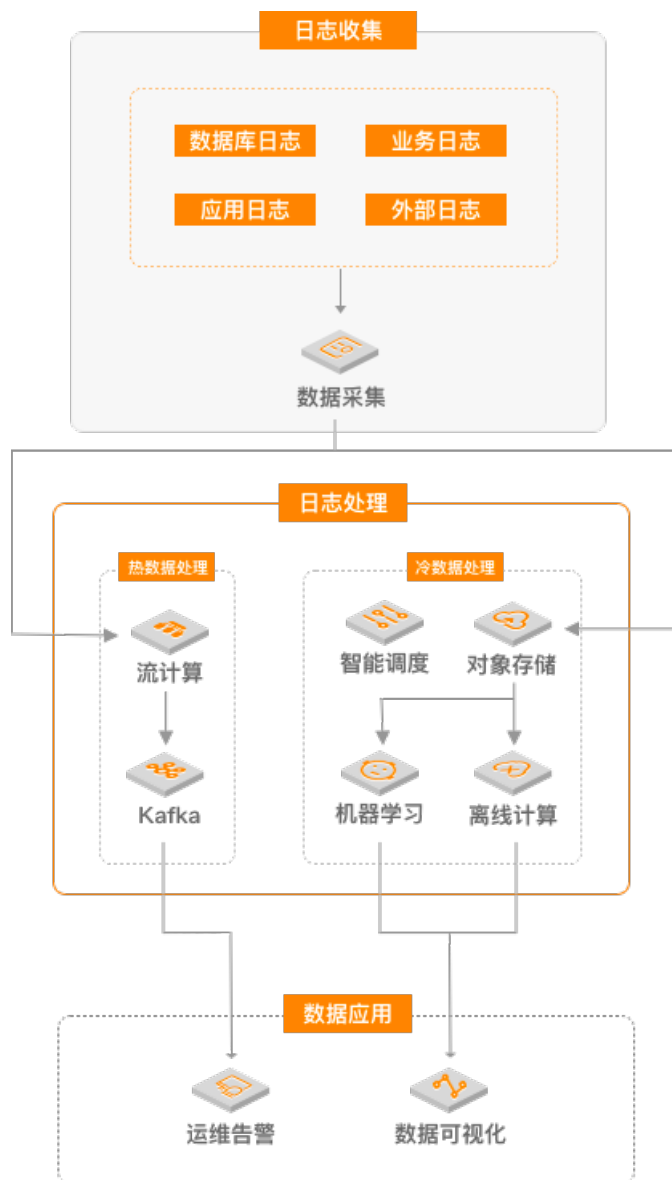 日志收集
数据库日志
业务日志
应用日志
外部日志
数据采集
日志处理
热数据处理
冷数据处理
流计算
智能调度
对象存储
Kafka
机器学习
离线计算
数据应用
运维告警
数据可视化